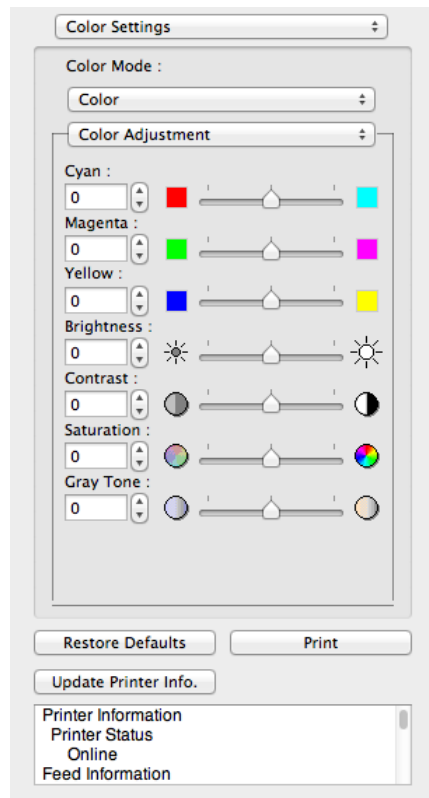 Color Settings
Color Mode :
Color
Color Adjustment
Cyan :
0
Magenta :
0
Yellow :
0
Brightness :
0
Contrast :
0
Saturation :
0
Gray Tone :
0
Restore Defaults
Print
Update Printer Info.
Printer Information
Printer Status
Online
Feed Information